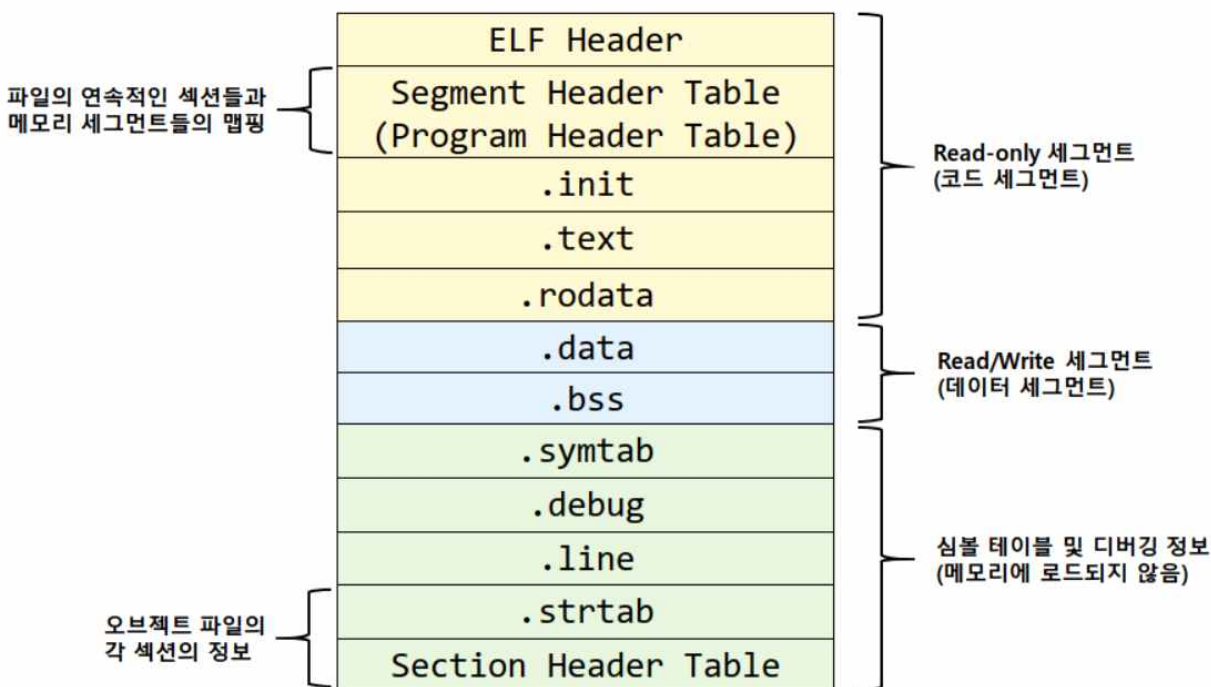 ELF Header
파일의 연속적인 섹션들과
메모리 세그먼트들의 맵핑
Segment Header Table
(Program Header Table)
.init
.text
.rodata
Read-only 세그먼트
(코드 세그먼트)
.data
.bss
Read/Write 세그먼트
(데이터 세그먼트)
.symtab
.debug
.line
.strtab
Section Header Table
심볼 테이블 및 디버깅 정보
(메모리에 로드되지 않음)
오브젝트 파일의
각 섹션의 정보